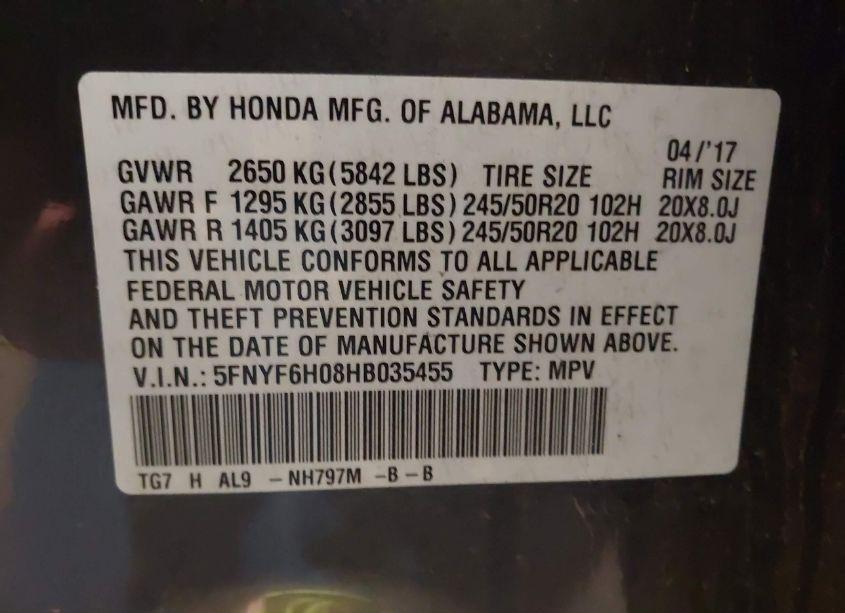 MFD. BY HONDA MFG. OF ALABAMA, LLC
04/'17
GVWR 2650 KG (5842 LBS) TIRE SIZE RIM SIZE
GAWR F 1295 KG (2855 LBS) 245/50R20 102H 20X8.0J
GAWR R 1405 KG (3097 LBS) 245/50R20 102H 20X8.0J
THIS VEHICLE CONFORMS TO ALL APPLICABLE
FEDERAL MOTOR VEHICLE SAFETY
AND THEFT PREVENTION STANDARDS IN EFFECT
ON THE DATE OF MANUFACTURE SHOWN ABOVE.
V.I.N.: 5FNYF6H08HB035455 TYPE: MPV
TG7 H AL9 - NH797M -B - B